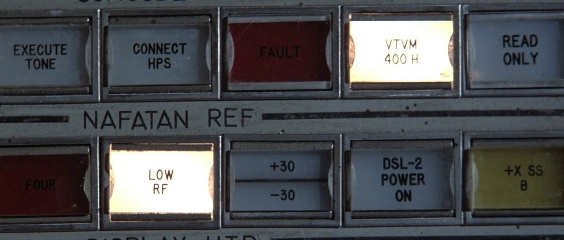 EXECUTE
TONE
CONNECT
HPS
FAULT
VTVM
400 H
READ
ONLY
NAFATAN REF
FOUR
LOW
RF
+30
-30
DSL-2
POWER
ON
+X SS
B